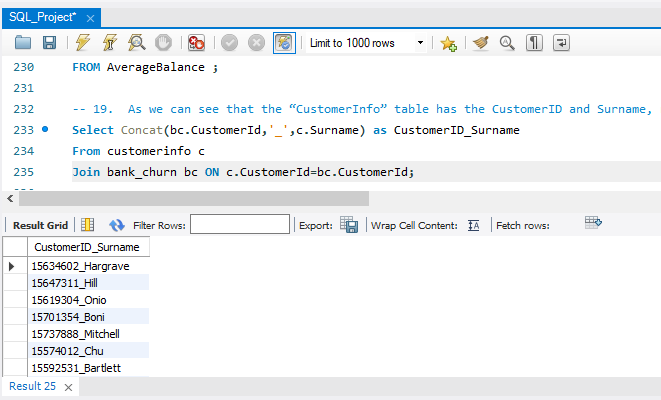 SQL_Project*
Limit to 1000 rows
230 FROM AverageBalance ;
231
232 -- 19. As we can see that the “CustomerInfo” table has the CustomerID and Surname,
233 Select Concat(bc.CustomerId,'_',c.Surname) as CustomerID_Surname
234 From customerinfo c
235 Join bank_churn bc ON c.CustomerId=bc.CustomerId;
Result Grid Filter Rows: Export: Wrap Cell Content: Fetch rows:
CustomerID_Surname
15634602_Hargrave
15647311_Hill
15619304_Onio
15701354_Boni
15737888_Mitchell
15574012_Chu
15592531_Bartlett
Result 25